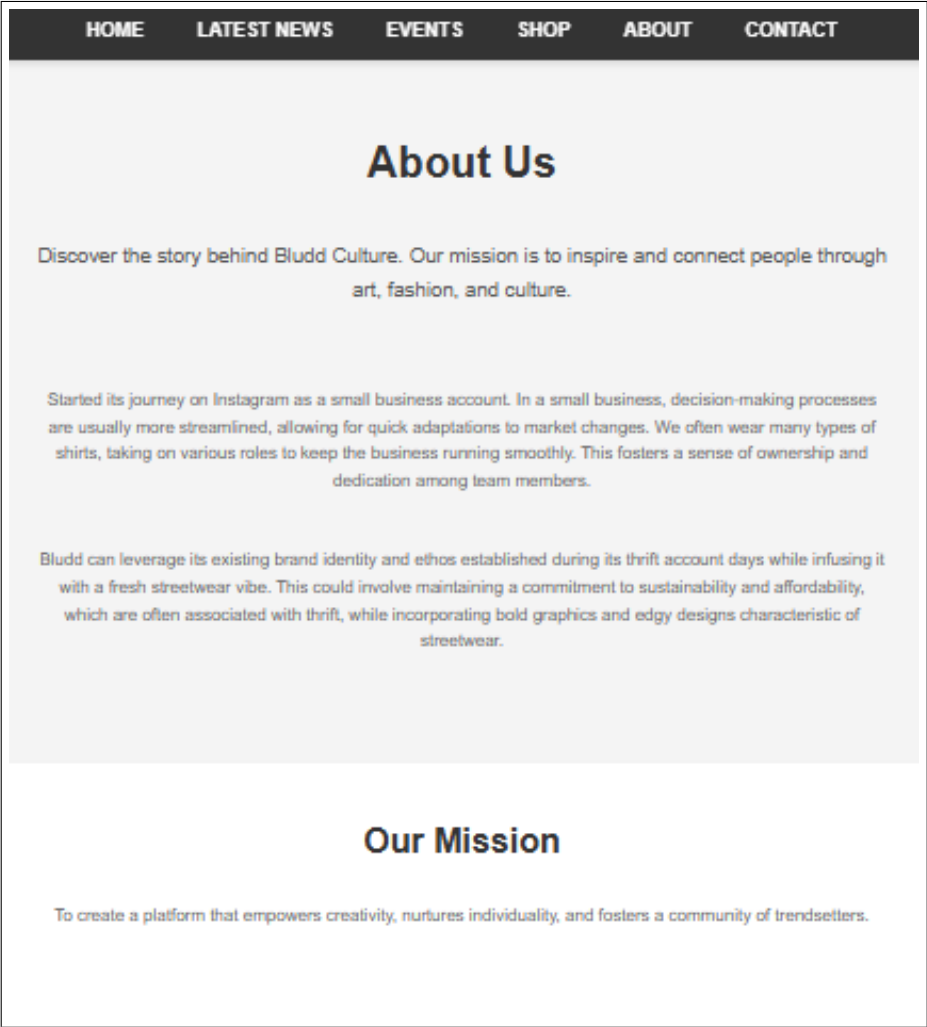 HOME LATEST NEWS EVENTS SHOP ABOUT CONTACT
About Us
Discover the story behind Bludd Culture. Our mission is to inspire and connect people through
art, fashion, and culture.
Started its journey on Instagram as a small business account. In a small business, decision-making processes
are usually more streamlined, allowing for quick adaptations to market changes. We often wear many types of
shirts, taking on various roles to keep the business running smoothly. This fosters a sense of ownership and
dedication among team members.
Bludd can leverage its existing brand identity and ethos established during its thrift account days while infusing it
with a fresh streetwear vibe. This could involve maintaining a commitment to sustainability and affordability,
which are often associated with thrift, while incorporating bold graphics and edgy designs characteristic of
streetwear.
Our Mission
To create a platform that empowers creativity, nurtures individuality, and fosters a community of trendsetters.